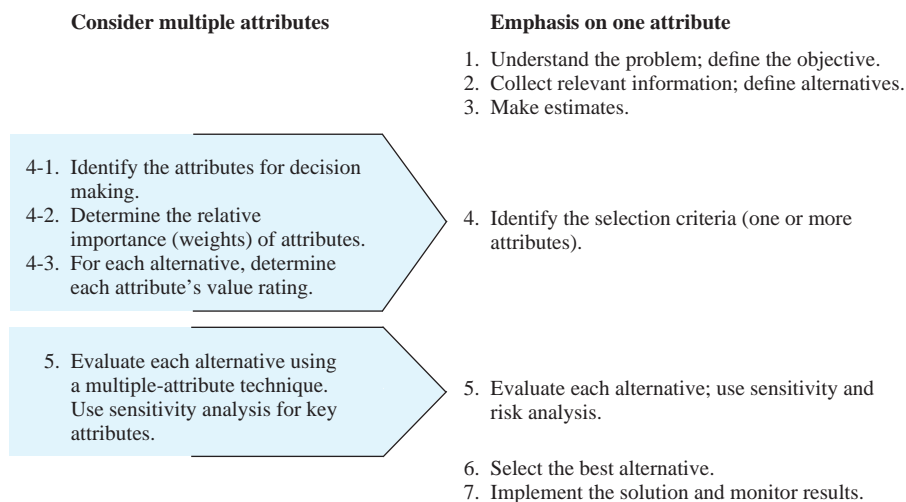 Consider multiple attributes
Emphasis on one attribute
1. Understand the problem; define the objective.
2. Collect relevant information; define alternatives.
3. Make estimates.
4-1. Identify the attributes for decision
making.
4-2. Determine the relative
importance (weights) of attributes.
4-3. For each alternative, determine
each attribute’s value rating.
4. Identify the selection criteria (one or more
attributes).
5. Evaluate each alternative using
a multiple-attribute technique.
Use sensitivity analysis for key
attributes.
5. Evaluate each alternative; use sensitivity and
risk analysis.
6. Select the best alternative.
7. Implement the solution and monitor results.